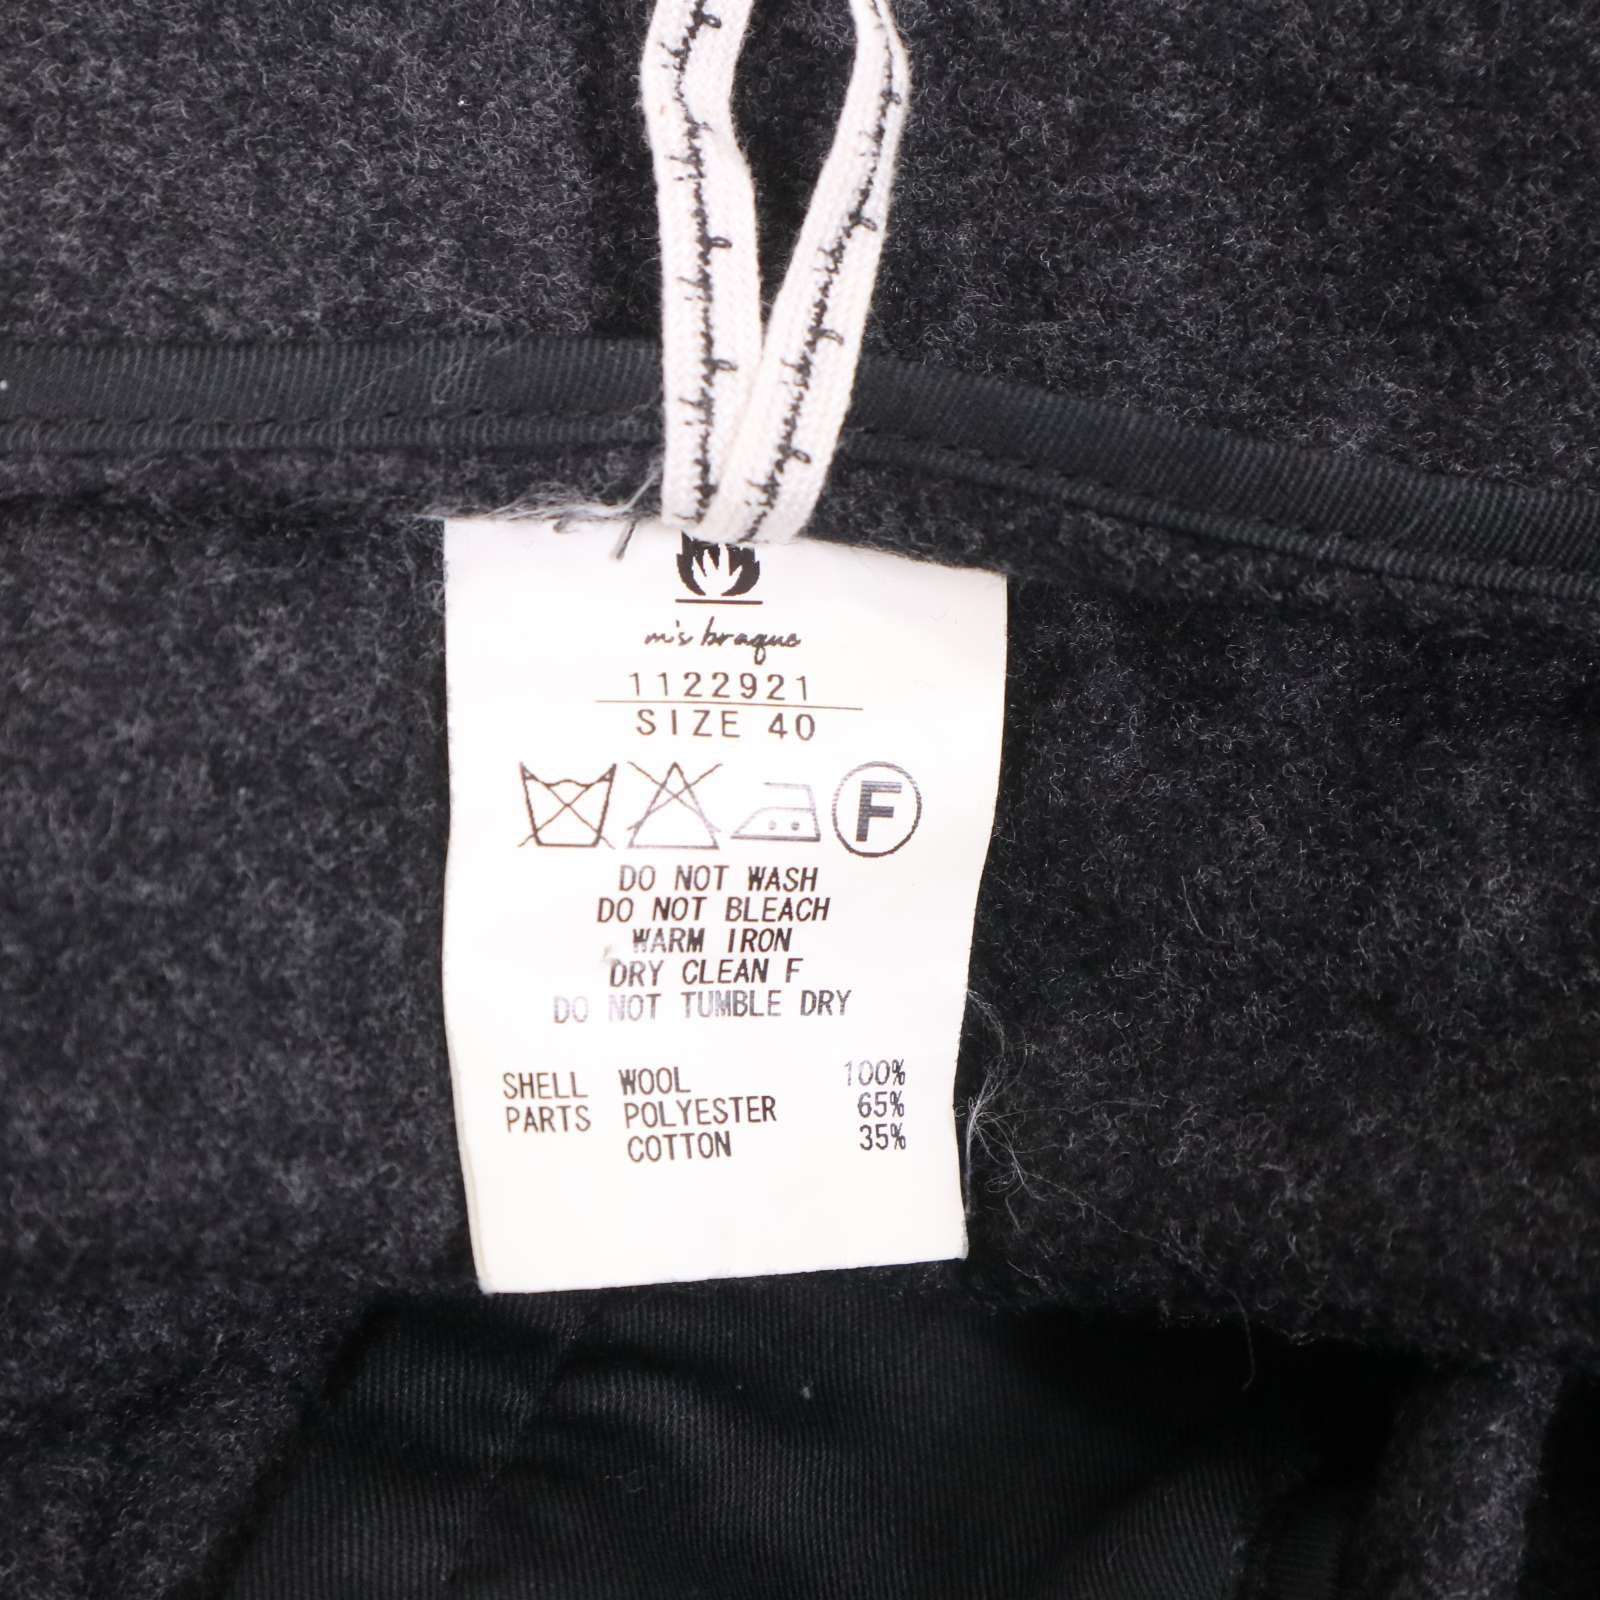 m's braque
1122921
SIZE 40
F
DO NOT WASH
DO NOT BLEACH
WARM IRON
DRY CLEAN F
DO NOT TUMBLE DRY
SHELL WOOL 100%
PARTS POLYESTER 65%
COTTON 35%